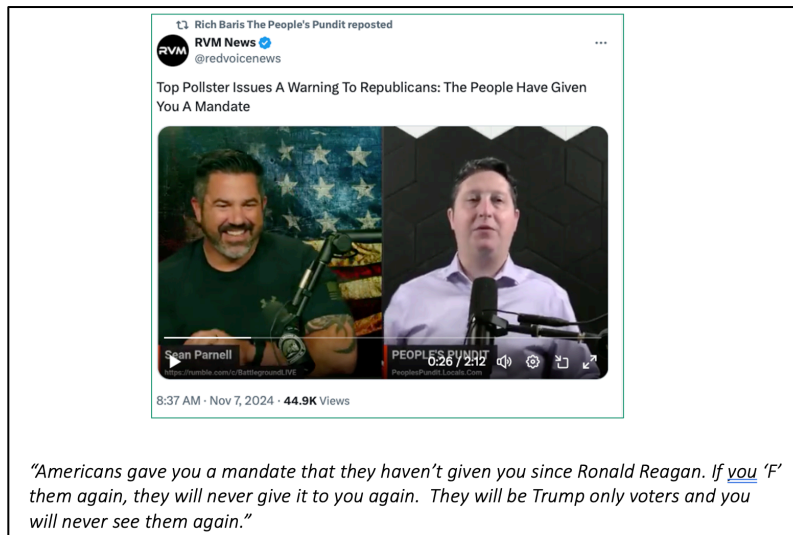 Rich Baris The People's Pundit reposted
RVM News
@redvoicenews
Top Pollster Issues A Warning To Republicans: The People Have Given
You A Mandate
Sean Parnell
https://rumble.com/c/BattlegroundLIVE
PEOPLE'S PUNDIT
PeoplesPundit.Locals.Com
0:26 / 2:12
8:37 AM · Nov 7, 2024 · 44.9K Views
“Americans gave you a mandate that they haven’t given you since Ronald Reagan. If you ‘F’
them again, they will never give it to you again.  They will be Trump only voters and you
will never see them again.”